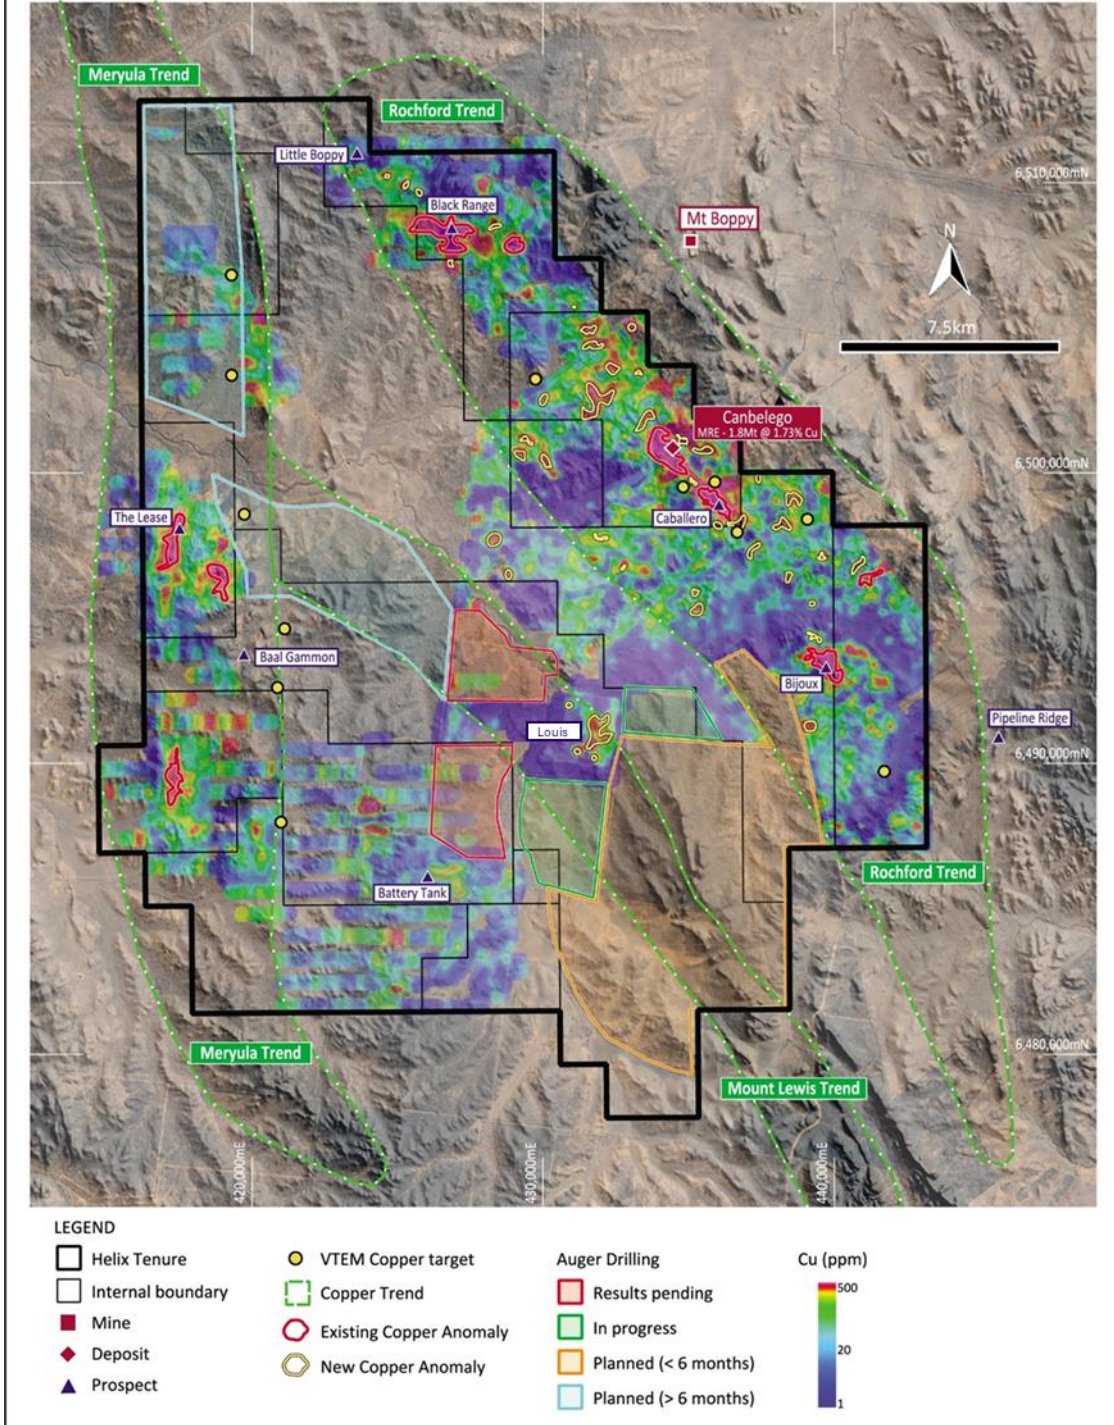 Meryula Trend
Rochford Trend
Little Boppy
6,510,000mN
Black Range
Mt Boppy
N
7.5km
Canbelego
MRE - 1.8Mt @ 1.73% Cu
6,500,000mN
The Lease
Caballero
Baal Gammon
Bijoux
Pipeline Ridge
Louis
6,490,000mN
Rochford Trend
Battery Tank
Meryula Trend
6,480,000mN
Mount Lewis Trend
420,000mE
430,000mE
440,000mE
LEGEND
Helix Tenure
Internal boundary
Mine
Deposit
Prospect
VTEM Copper target
Copper Trend
Existing Copper Anomaly
New Copper Anomaly
Auger Drilling
Results pending
In progress
Planned (< 6 months)
Planned (> 6 months)
Cu (ppm)
500
20
1